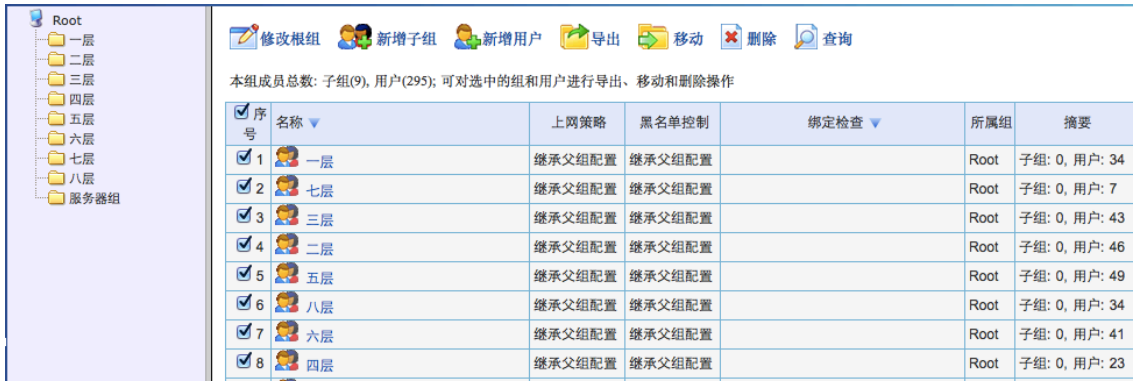 Root
一层
二层
三层
四层
五层
六层
七层
八层
服务器组
修改根组 新增子组 新增用户 导出 移动 删除 查询
本组成员总数: 子组(9), 用户(295); 可对选中的组和用户进行导出、移动和删除操作
序号 名称 上网策略 黑名单控制 绑定检查 所属组 摘要
1 一层 继承父组配置 继承父组配置 Root 子组: 0, 用户: 34
2 七层 继承父组配置 继承父组配置 Root 子组: 0, 用户: 7
3 三层 继承父组配置 继承父组配置 Root 子组: 0, 用户: 43
4 二层 继承父组配置 继承父组配置 Root 子组: 0, 用户: 46
5 五层 继承父组配置 继承父组配置 Root 子组: 0, 用户: 49
6 八层 继承父组配置 继承父组配置 Root 子组: 0, 用户: 34
7 六层 继承父组配置 继承父组配置 Root 子组: 0, 用户: 41
8 四层 继承父组配置 继承父组配置 Root 子组: 0, 用户: 23